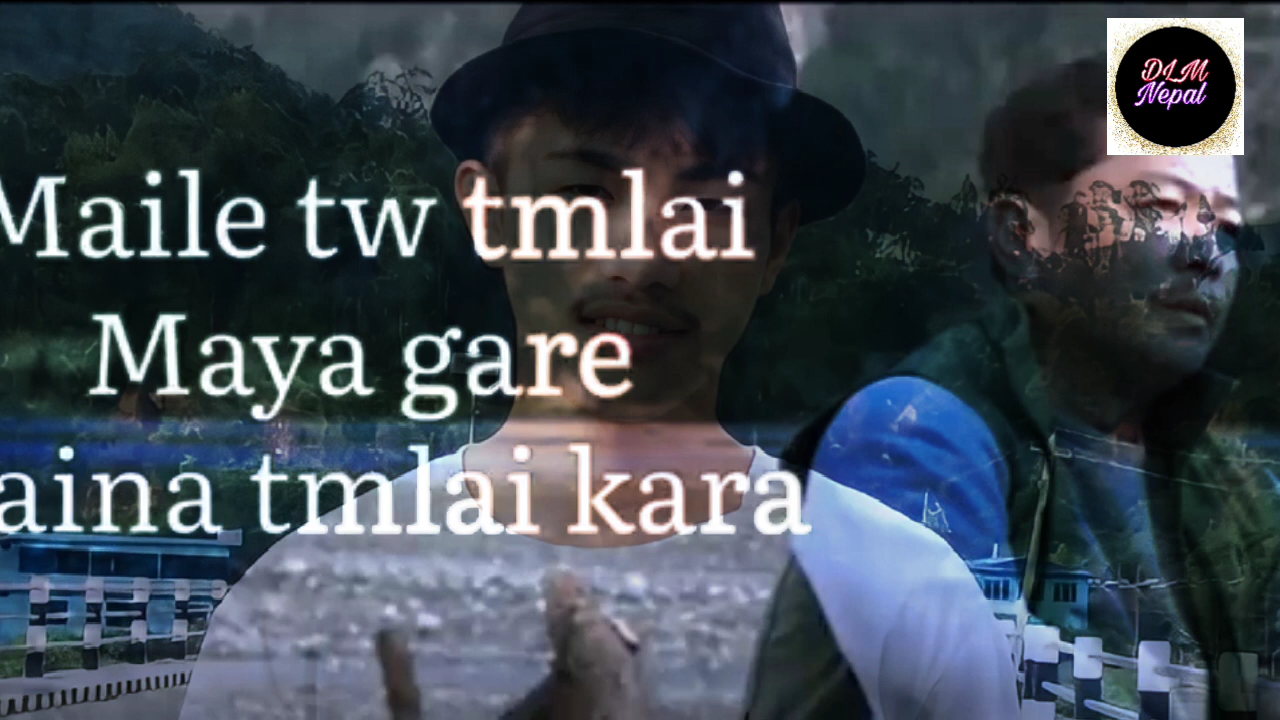 Maile tw tmlai
Maya gare
aina tmlai kara
DLM
Nepal